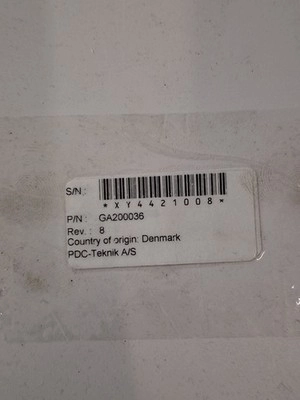 S/N :
*XY4421008*
P/N : GA200036
Rev. : 8
Country of origin: Denmark
PDC-Teknik A/S